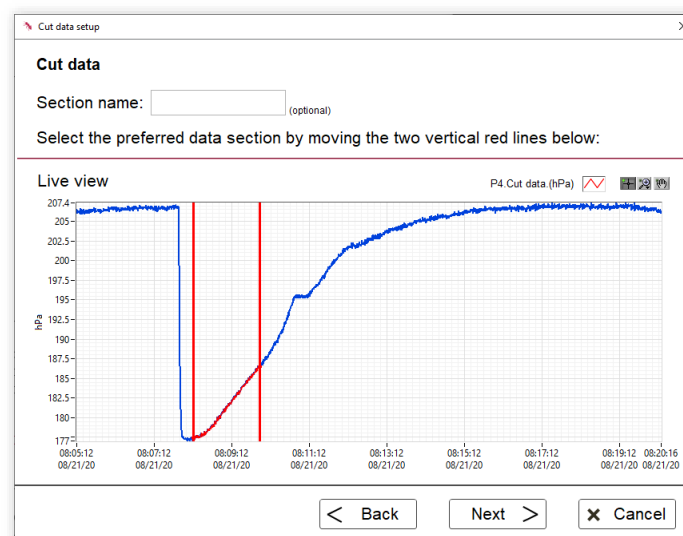 Cut data setup
Cut data
Section name:
(optional)
Select the preferred data section by moving the two vertical red lines below:
Live view
P4.Cut data.(hPa)
207.4
205
202.5
200
197.5
195
192.5
190
187.5
185
182.5
180
177
hPa
08:05:12 08:07:12 08:09:12 08:11:12 08:13:12 08:15:12 08:17:12 08:19:12 08:20:16
08/21/20 08/21/20 08/21/20 08/21/20 08/21/20 08/21/20 08/21/20 08/21/20 08/21/20
< Back Next > × Cancel